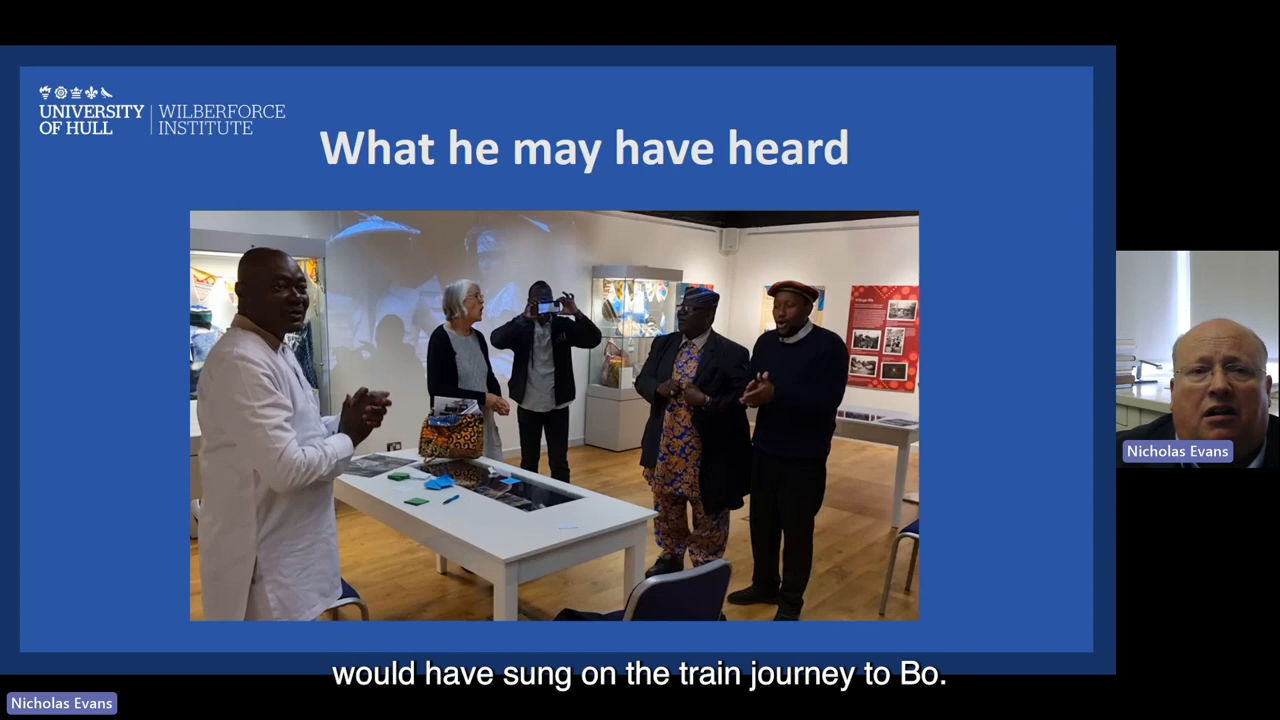 UNIVERSITY
OF HULL
WILBERFORCE
INSTITUTE
What he may have heard
Nicholas Evans
would have sung on the train journey to Bo.
Nicholas Evans